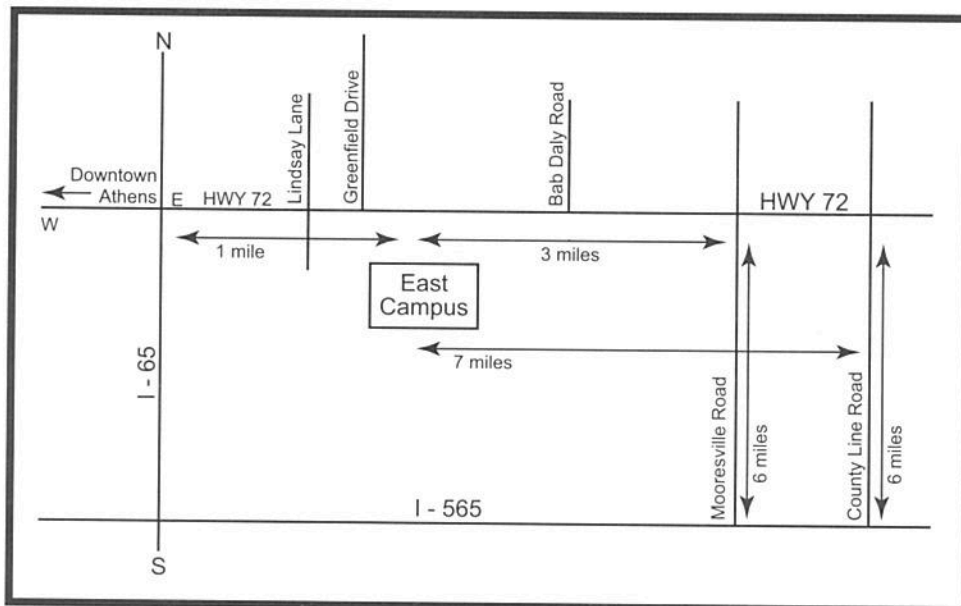 N
Downtown
Athens
W
E
HWY 72
Lindsay Lane
Greenfield Drive
Bab Daly Road
HWY 72
1 mile
3 miles
East
Campus
7 miles
I - 65
Mooresville Road
6 miles
County Line Road
6 miles
I - 565
S